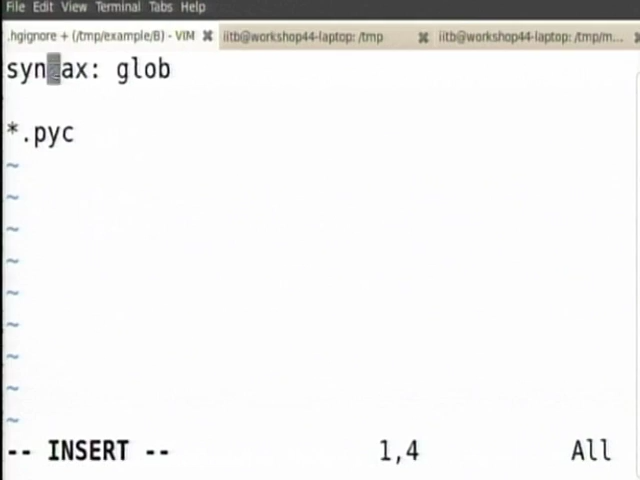 File Edit View Terminal Tabs Help
.hgignore + (/tmp/example/B) - VIM ✖ iitb@workshop44-laptop: /tmp ✖ iitb@workshop44-laptop: /tmp/m... ✖
syntax: glob
*.pyc
~
~
~
~
~
~
~
~
~
-- INSERT -- 1,4 All